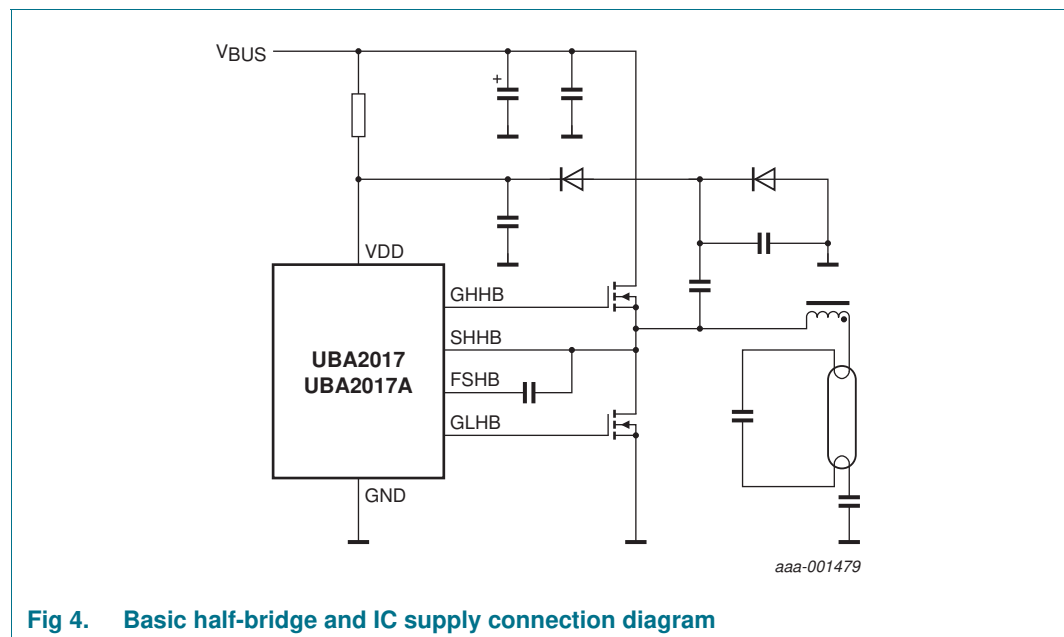 VBUS
+
VDD
GHHB
SHHB
UBA2017
UBA2017A
FSHB
GLHB
GND
aaa-001479
Fig 4. Basic half-bridge and IC supply connection diagram